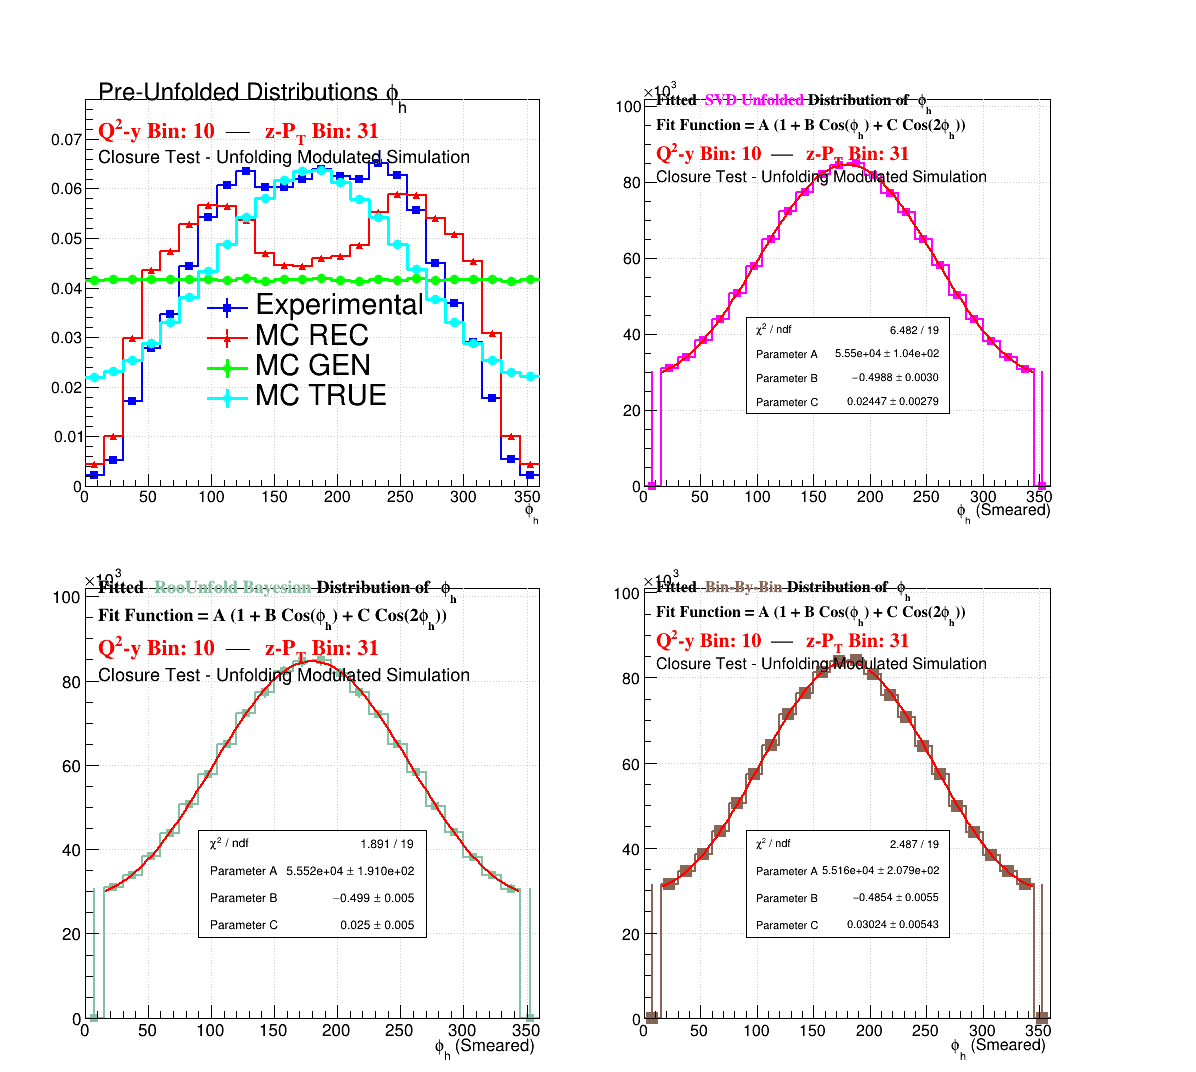 Pre-Unfolded Distributions ϕh
Q²-y Bin: 10 — z-PT Bin: 31
Closure Test - Unfolding Modulated Simulation
0.07
0.06
0.05
0.04
0.03
0.02
0.01
0
Experimental
MC REC
MC GEN
MC TRUE
0 50 100 150 200 250 300 350
ϕh
×10³
Fitted SVD Unfolded Distribution of ϕh
Fit Function = A (1 + B Cos(ϕh) + C Cos(2ϕh))
Q²-y Bin: 10 — z-PT Bin: 31
Closure Test - Unfolding Modulated Simulation
100
80
60
40
20
0
χ² / ndf 6.482 / 19
Parameter A 5.55e+04 ± 1.04e+02
Parameter B −0.4988 ± 0.0030
Parameter C 0.02447 ± 0.00279
0 50 100 150 200 250 300 350
ϕh (Smeared)
×10³
Fitted RooUnfold Bayesian Distribution of ϕh
Fit Function = A (1 + B Cos(ϕh) + C Cos(2ϕh))
Q²-y Bin: 10 — z-PT Bin: 31
Closure Test - Unfolding Modulated Simulation
100
80
60
40
20
0
χ² / ndf 1.891 / 19
Parameter A 5.552e+04 ± 1.910e+02
Parameter B −0.499 ± 0.005
Parameter C 0.025 ± 0.005
0 50 100 150 200 250 300 350
ϕh (Smeared)
×10³
Fitted Bin-By-Bin Distribution of ϕh
Fit Function = A (1 + B Cos(ϕh) + C Cos(2ϕh))
Q²-y Bin: 10 — z-PT Bin: 31
Closure Test - Unfolding Modulated Simulation
100
80
60
40
20
0
χ² / ndf 2.487 / 19
Parameter A 5.516e+04 ± 2.079e+02
Parameter B −0.4854 ± 0.0055
Parameter C 0.03024 ± 0.00543
0 50 100 150 200 250 300 350
ϕh (Smeared)